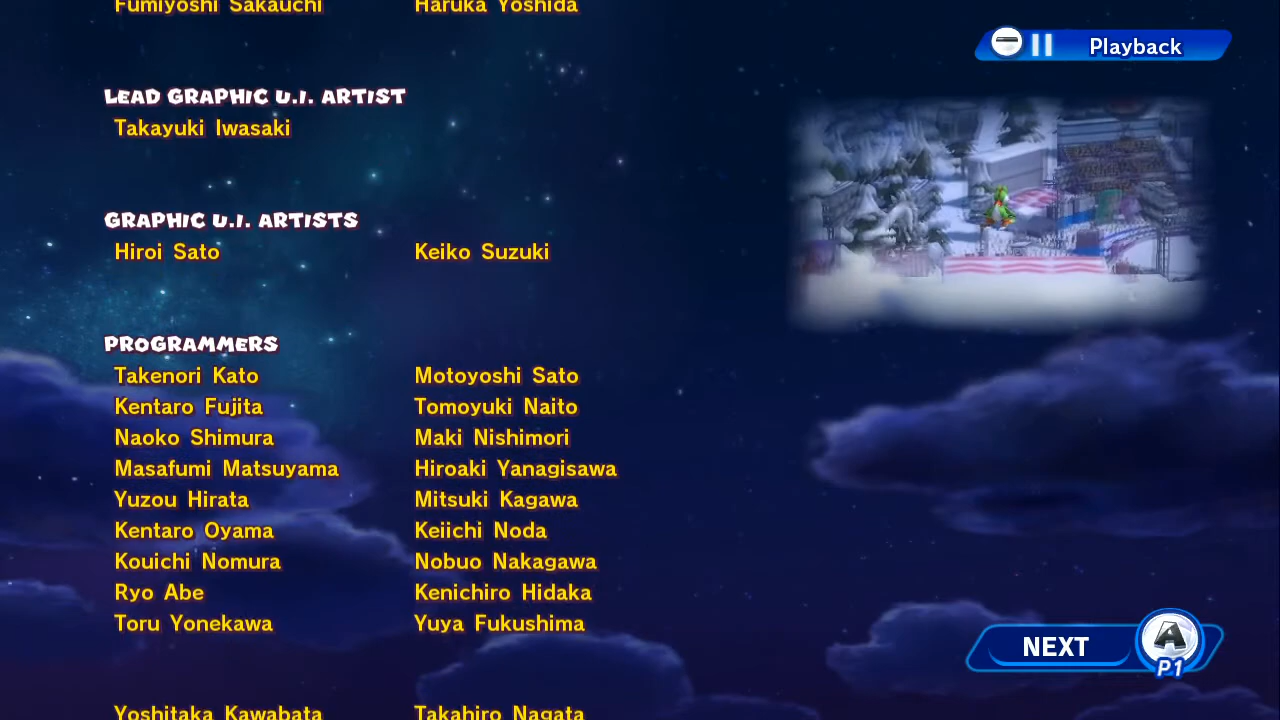 Fumiyoshi Sakauchi Haruka Yoshida
Playback
LEAD GRAPHIC U.I. ARTIST
Takayuki Iwasaki
GRAPHIC U.I. ARTISTS
Hiroi Sato Keiko Suzuki
PROGRAMMERS
Takenori Kato Motoyoshi Sato
Kentaro Fujita Tomoyuki Naito
Naoko Shimura Maki Nishimori
Masafumi Matsuyama Hiroaki Yanagisawa
Yuzou Hirata Mitsuki Kagawa
Kentaro Oyama Keiichi Noda
Kouichi Nomura Nobuo Nakagawa
Ryo Abe Kenichiro Hidaka
Toru Yonekawa Yuya Fukushima
NEXT A
P1
Yoshitaka Kawabata Takahiro Nagata